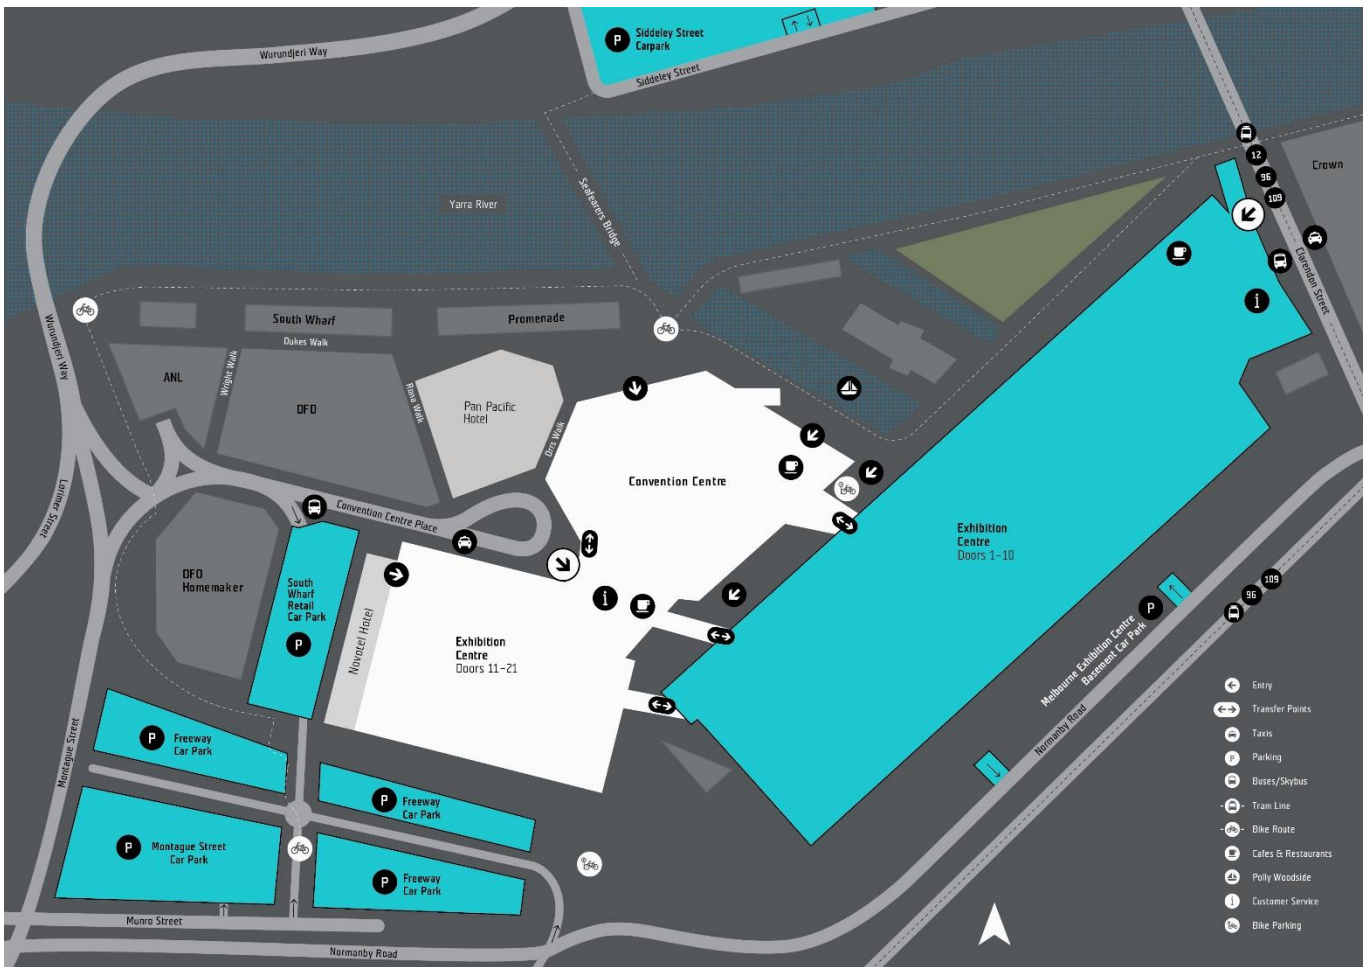 P
Siddeley Street
Carpark
Wurundjeri Way
Siddeley Street
Crown
12
96
109
Yarra River
Seafarers Bridge
Clarendon Street
i
Wurundjeri Way
South Wharf
Promenade
Dukes Walk
Wright Walk
ANL
DFO
Rona Walk
Pan Pacific
Hotel
Orrs Walk
Convention Centre
Lorimer Street
Convention Centre Place
Exhibition
Centre
Doors 1-10
DFO
Homemaker
South
Wharf
Retail
Car Park
P
Novotel Hotel
i
Exhibition
Centre
Doors 11-21
109
96
P
Melbourne Exhibition Centre
Basement Car Park
Normanby Road
Montague Street
P
Freeway
Car Park
P
Freeway
Car Park
P
Montague Street
Car Park
P
Freeway
Car Park
Munro Street
Normanby Road
Entry
Transfer Points
Taxis
P
Parking
Buses/Skybus
Tram Line
Bike Route
Cafes & Restaurants
Polly Woodside
i
Customer Service
Bike Parking